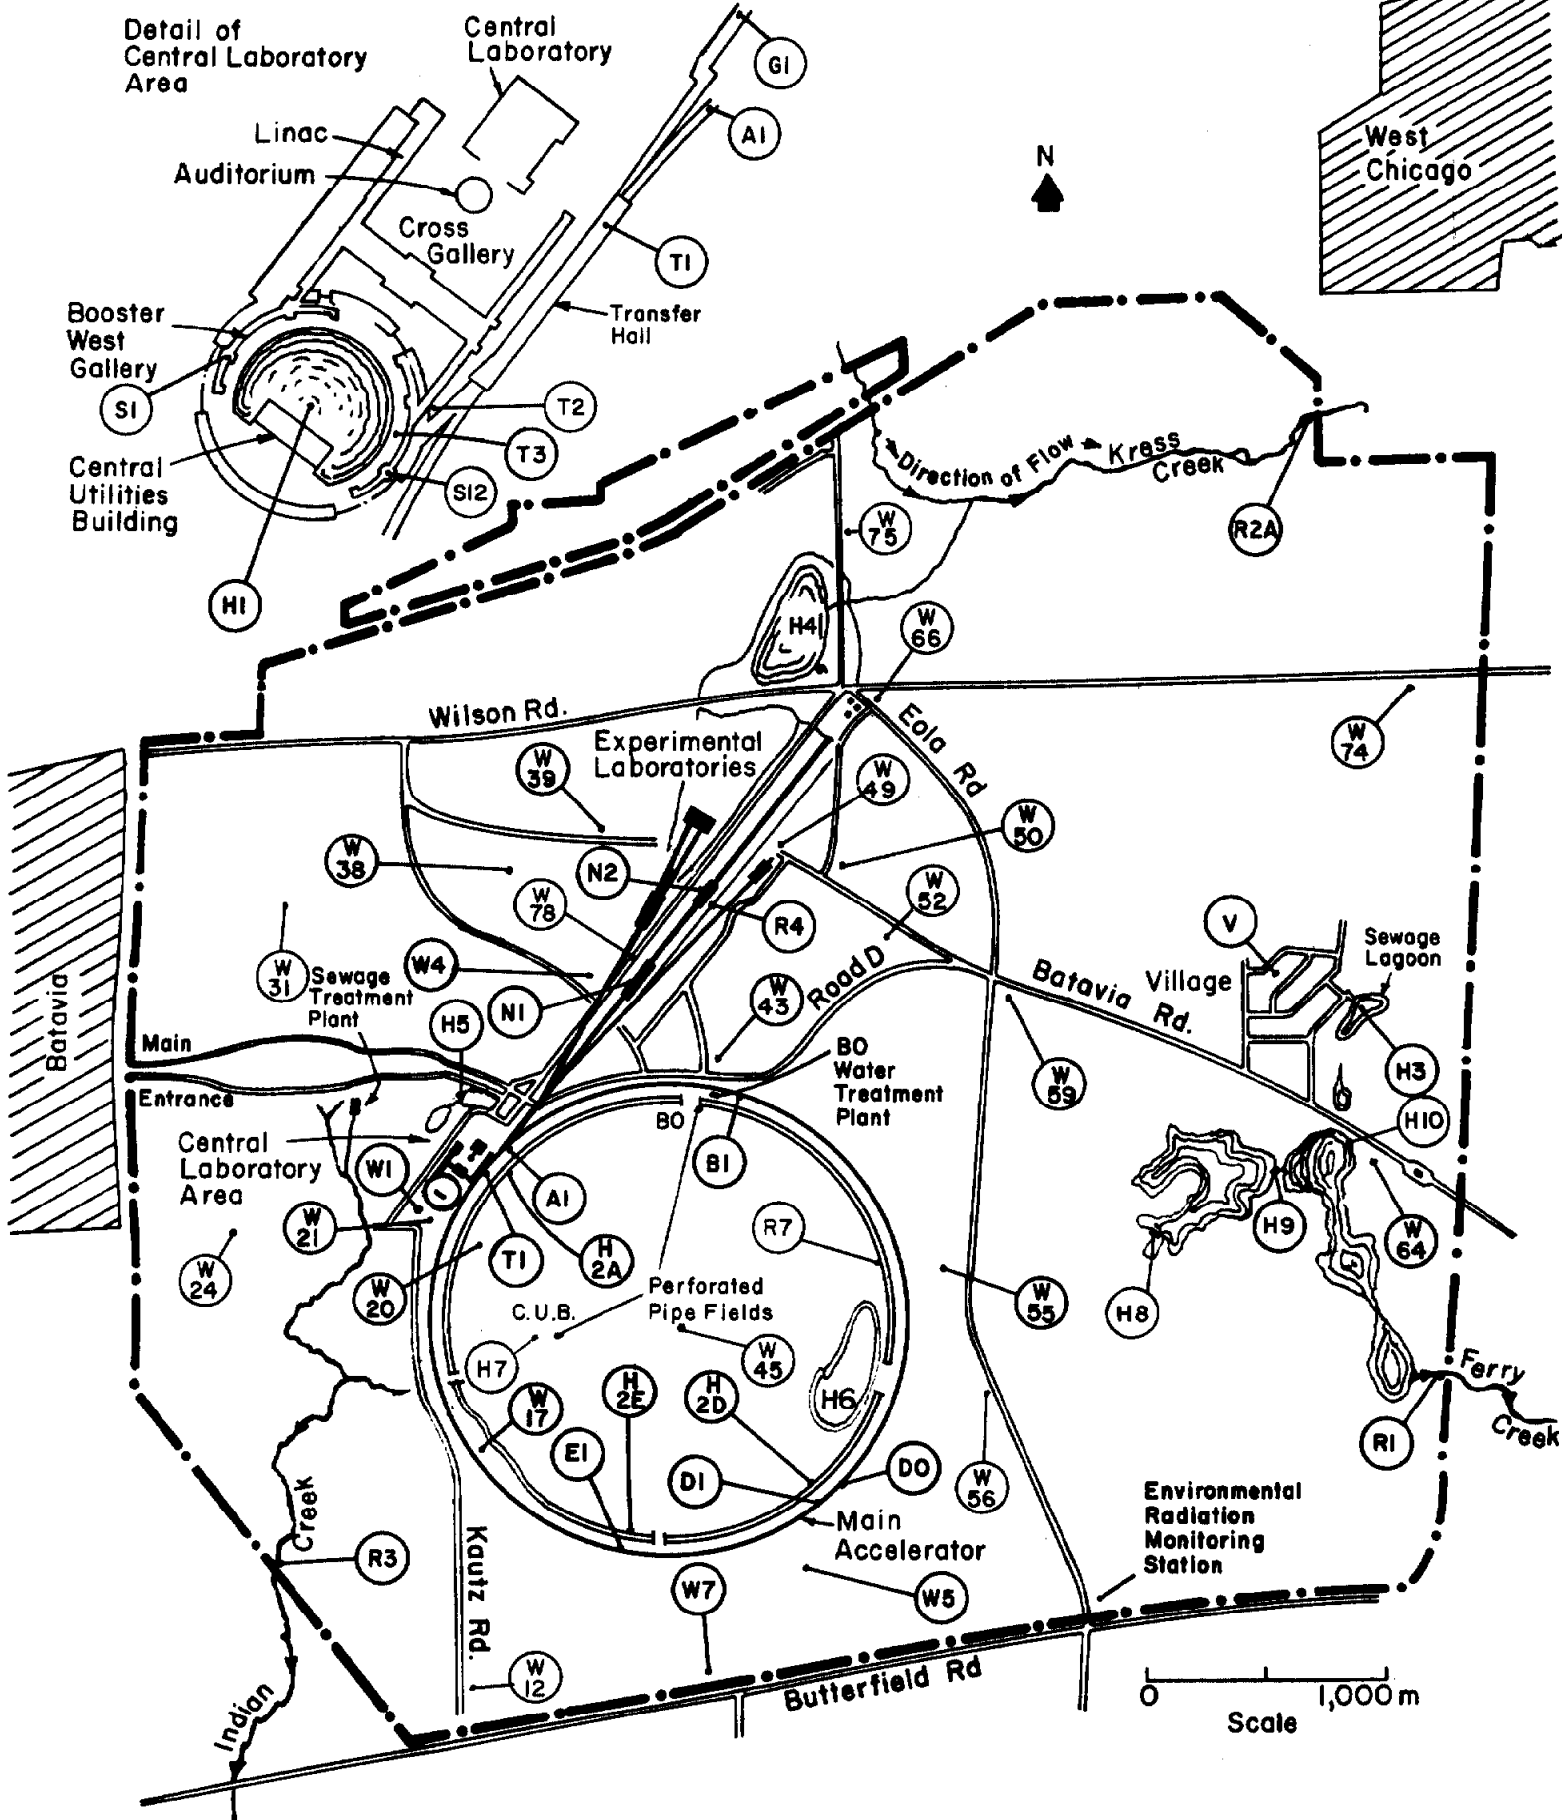 Detail of
Central Laboratory
Area
Central
Laboratory
G1
A1
Linac
Auditorium
Cross
Gallery
T1
Transfer
Hall
Booster
West
Gallery
S1
T2
T3
S12
Central
Utilities
Building
H1
N
West
Chicago
Direction of Flow
Kress
Creek
R2A
W
75
H4
W
66
Wilson Rd.
Eola Rd
W
74
Experimental
Laboratories
W
39
W
49
W
50
W
38
N2
W
78
R4
W
52
W4
N1
W
43
Road D
Batavia Rd.
W
31
Sewage
Treatment
Plant
H5
Batavia
Main
Entrance
V
Village
Sewage
Lagoon
H3
H10
W
59
BO
Water
Treatment
Plant
BO
B1
Central
Laboratory
Area
W1
A1
W
21
T1
H
2A
R7
H9
W
64
W
24
W
20
C.U.B.
Perforated
Pipe Fields
W
55
H8
H7
W
45
H6
Ferry
Creek
R1
W
17
H
2E
H
2D
E1
D1
DO
W
56
Main
Accelerator
Environmental
Radiation
Monitoring
Station
R3
Kautz Rd.
W7
W5
W
12
Butterfield Rd
Indian
Creek
0
1,000 m
Scale